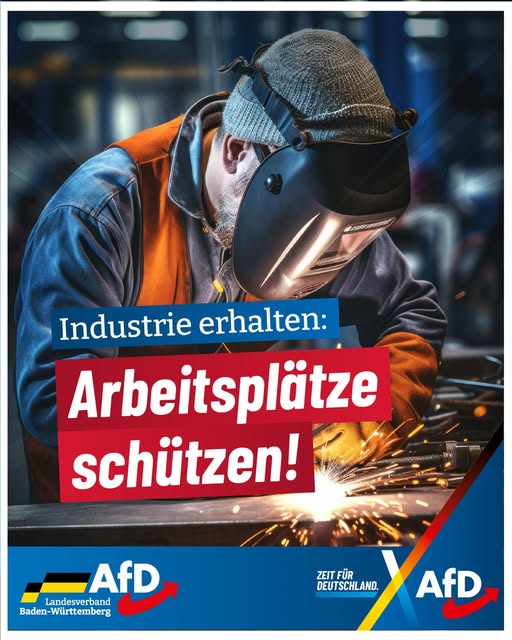 Industrie erhalten:
Arbeitsplätze
schützen!
AfD
Landesverband
Baden-Württemberg
ZEIT FÜR
DEUTSCHLAND.
AfD